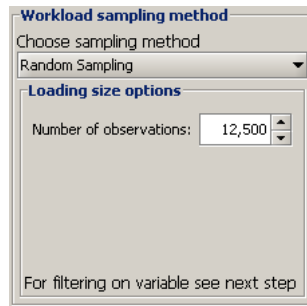 Workload sampling method
Choose sampling method
Random Sampling
Loading size options
Number of observations: 12,500
For filtering on variable see next step